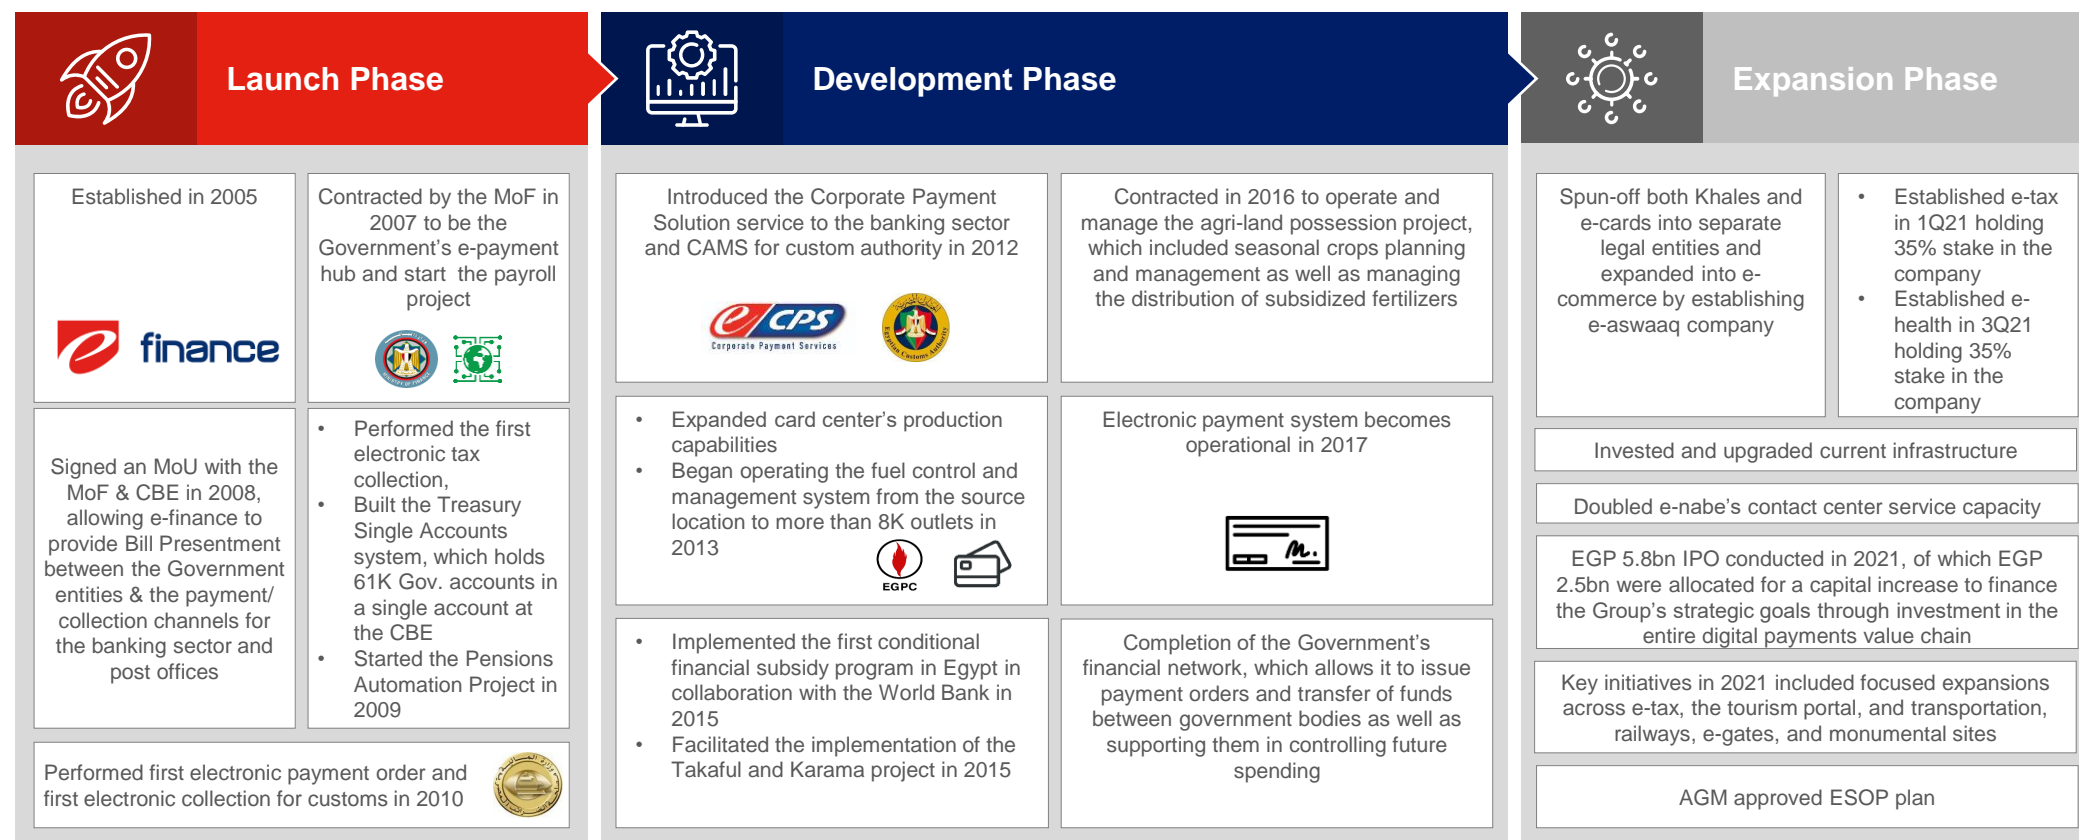 Launch Phase
Established in 2005
finance
Contracted by the MoF in
2007 to be the
Government's e-payment
hub and start the payroll
project
Signed an MoU with the
MoF & CBE in 2008,
allowing e-finance to
provide Bill Presentment
between the Government
entities & the payment/
collection channels for
the banking sector and
post offices
• Performed the first
electronic tax
collection,
• Built the Treasury
Single Accounts
system, which holds
61K Gov. accounts in
a single account at
the CBE
• Started the Pensions
Automation Project in
2009
Performed first electronic payment order and
first electronic collection for customs in 2010
Development Phase
Introduced the Corporate Payment
Solution service to the banking sector
and CAMS for custom authority in 2012
e CPS
Corporate Payment Services
Egyptian Customs Authority
Contracted in 2016 to operate and
manage the agri-land possession project,
which included seasonal crops planning
and management as well as managing
the distribution of subsidized fertilizers
• Expanded card center's production
capabilities
• Began operating the fuel control and
management system from the source
location to more than 8K outlets in
2013
EGPC
Electronic payment system becomes
operational in 2017
• Implemented the first conditional
financial subsidy program in Egypt in
collaboration with the World Bank in
2015
• Facilitated the implementation of the
Takaful and Karama project in 2015
Completion of the Government's
financial network, which allows it to issue
payment orders and transfer of funds
between government bodies as well as
supporting them in controlling future
spending
Expansion Phase
Spun-off both Khales and
e-cards into separate
legal entities and
expanded into e-
commerce by establishing
e-aswaaq company
• Established e-tax
in 1Q21 holding
35% stake in the
company
• Established e-
health in 3Q21
holding 35%
stake in the
company
Invested and upgraded current infrastructure
Doubled e-nabe's contact center service capacity
EGP 5.8bn IPO conducted in 2021, of which EGP
2.5bn were allocated for a capital increase to finance
the Group's strategic goals through investment in the
entire digital payments value chain
Key initiatives in 2021 included focused expansions
across e-tax, the tourism portal, and transportation,
railways, e-gates, and monumental sites
AGM approved ESOP plan